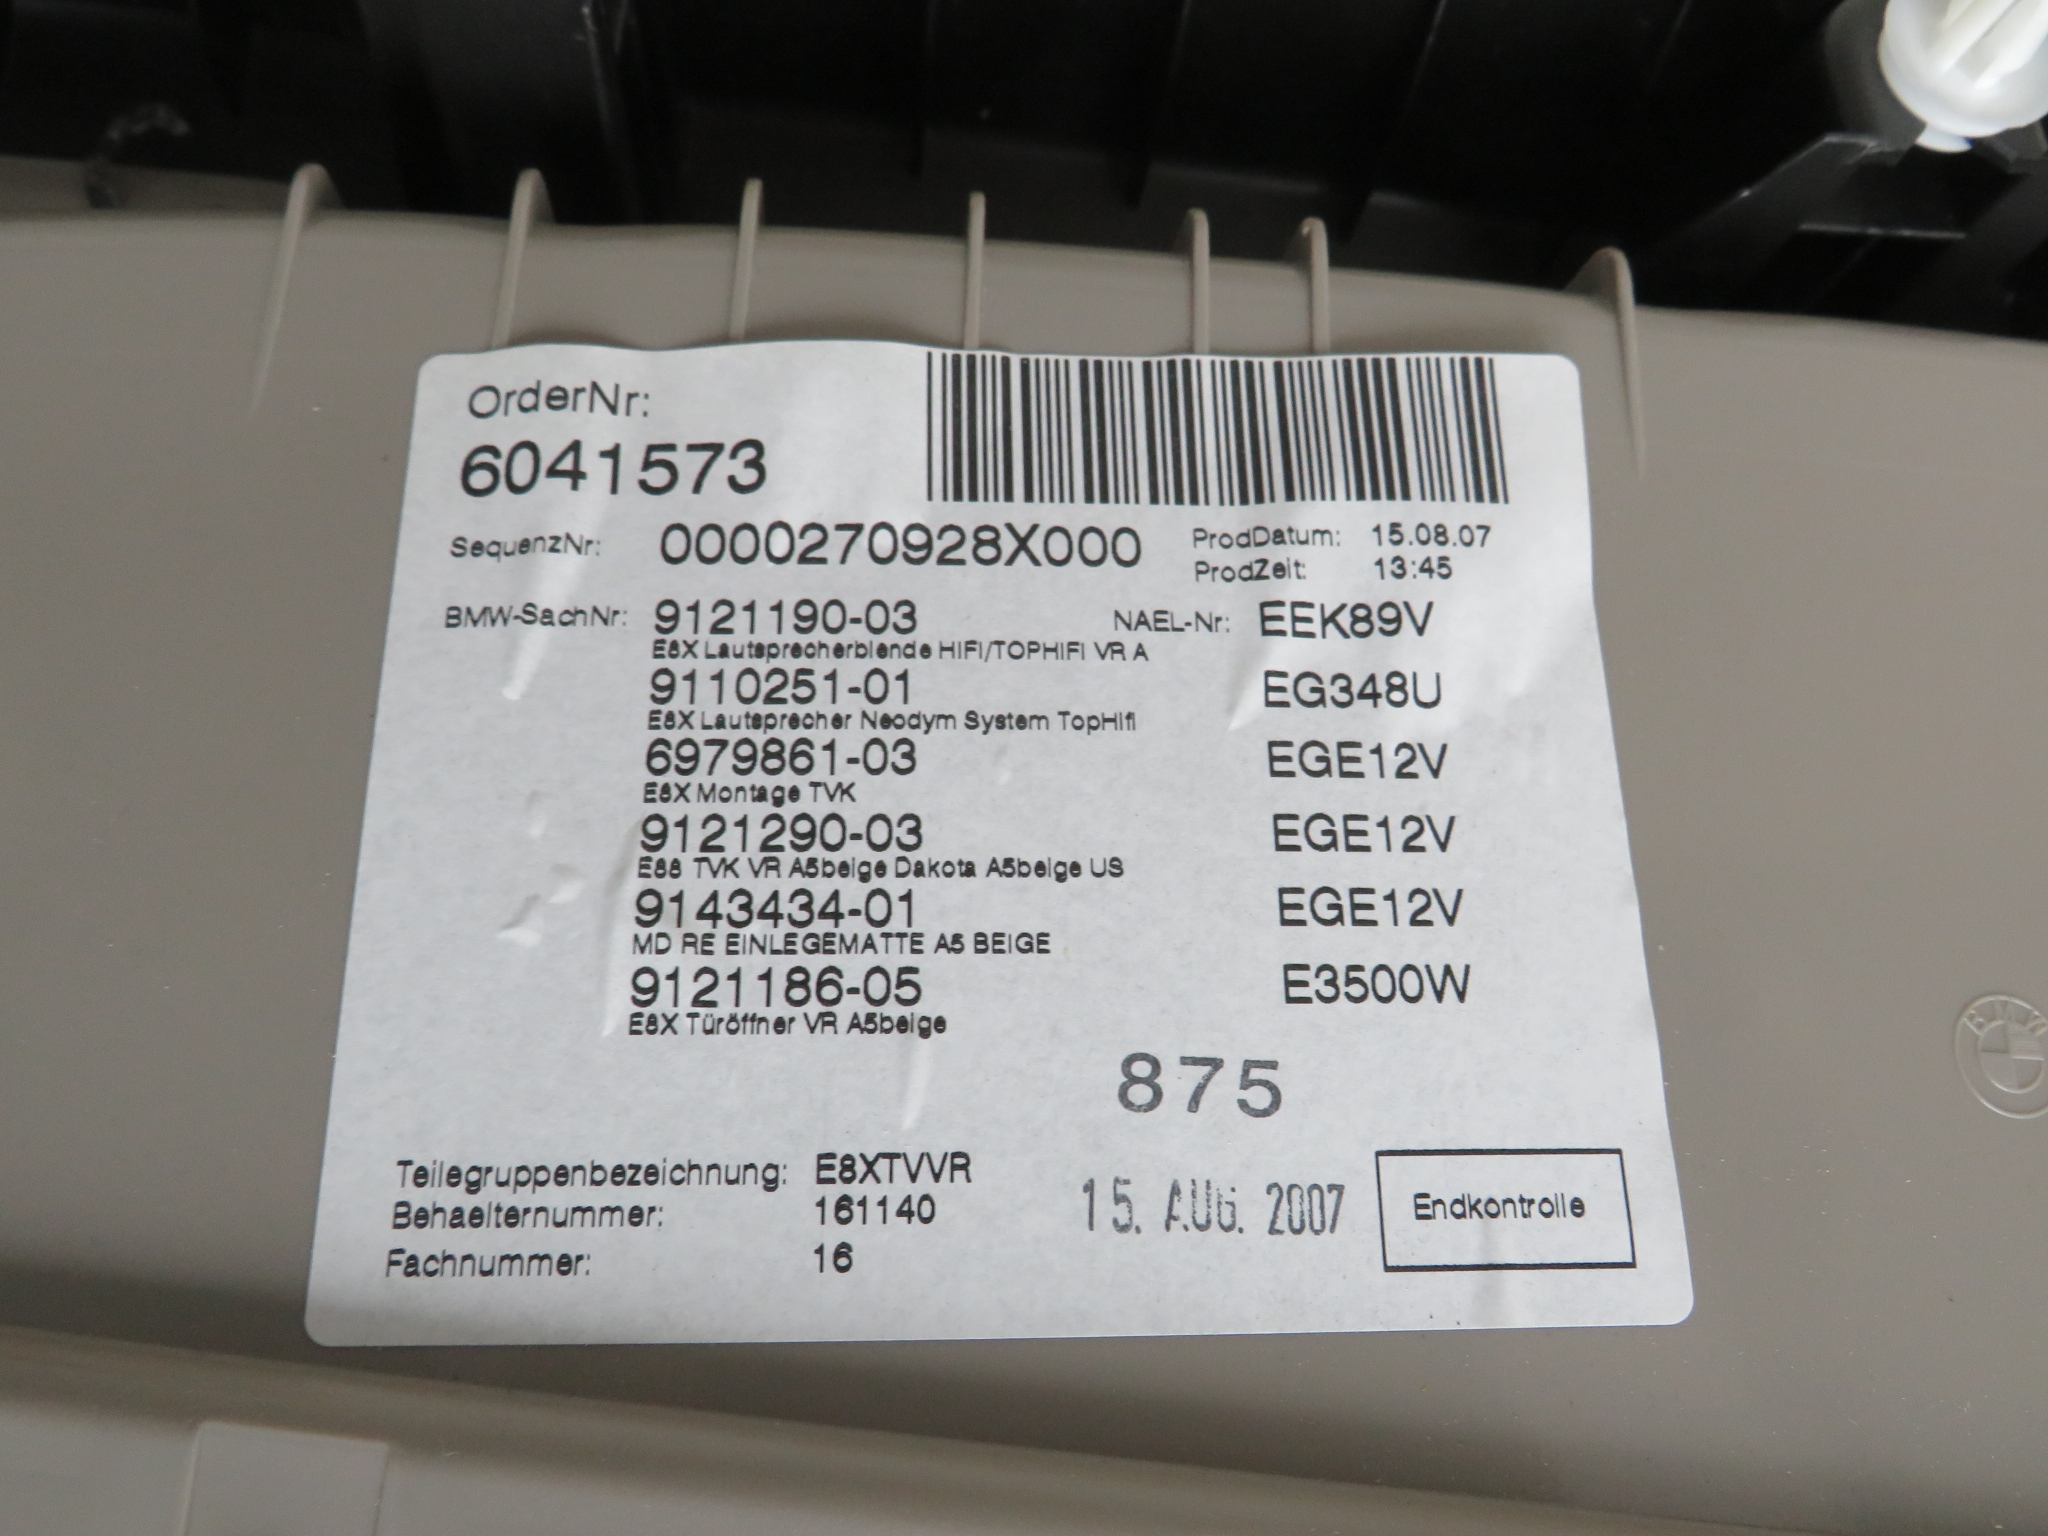 OrderNr:
6041573
SequenzNr: 0000270928X000 ProdDatum: 15.08.07
ProdZeit: 13:45
BMW-SachNr: 9121190-03 NAEL-Nr: EEK89V
E8X Lautsprecherblende HIFI/TOPHIFI VR A
9110251-01 EG348U
E8X Lautsprecher Neodym System TopHifi
6979861-03 EGE12V
E8X Montage TVK
9121290-03 EGE12V
E88 TVK VR A5beige Dakota A5beige US
9143434-01 EGE12V
MD RE EINLEGEMATTE A5 BEIGE
9121186-05 E3500W
E8X Türöffner VR A5beige
875
Teilegruppenbezeichnung: E8XTVVR
Behaelternummer: 161140
Fachnummer: 16
15. AUG. 2007
Endkontrolle
BMW